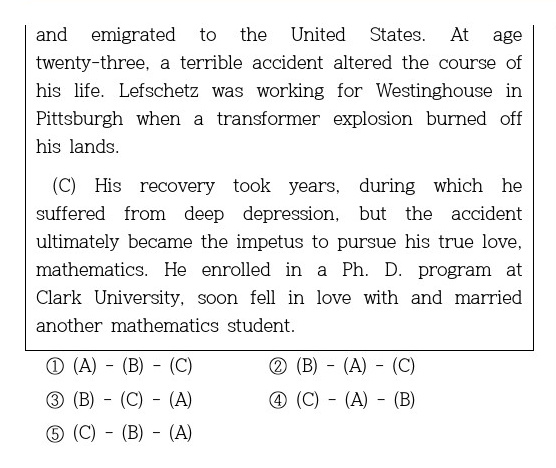 and emigrated to the United States. At age
twenty-three, a terrible accident altered the course of
his life. Lefschetz was working for Westinghouse in
Pittsburgh when a transformer explosion burned off
his lands.
(C) His recovery took years, during which he
suffered from deep depression, but the accident
ultimately became the impetus to pursue his true love,
mathematics. He enrolled in a Ph. D. program at
Clark University, soon fell in love with and married
another mathematics student.
① (A) - (B) - (C) ② (B) - (A) - (C)
③ (B) - (C) - (A) ④ (C) - (A) - (B)
⑤ (C) - (B) - (A)